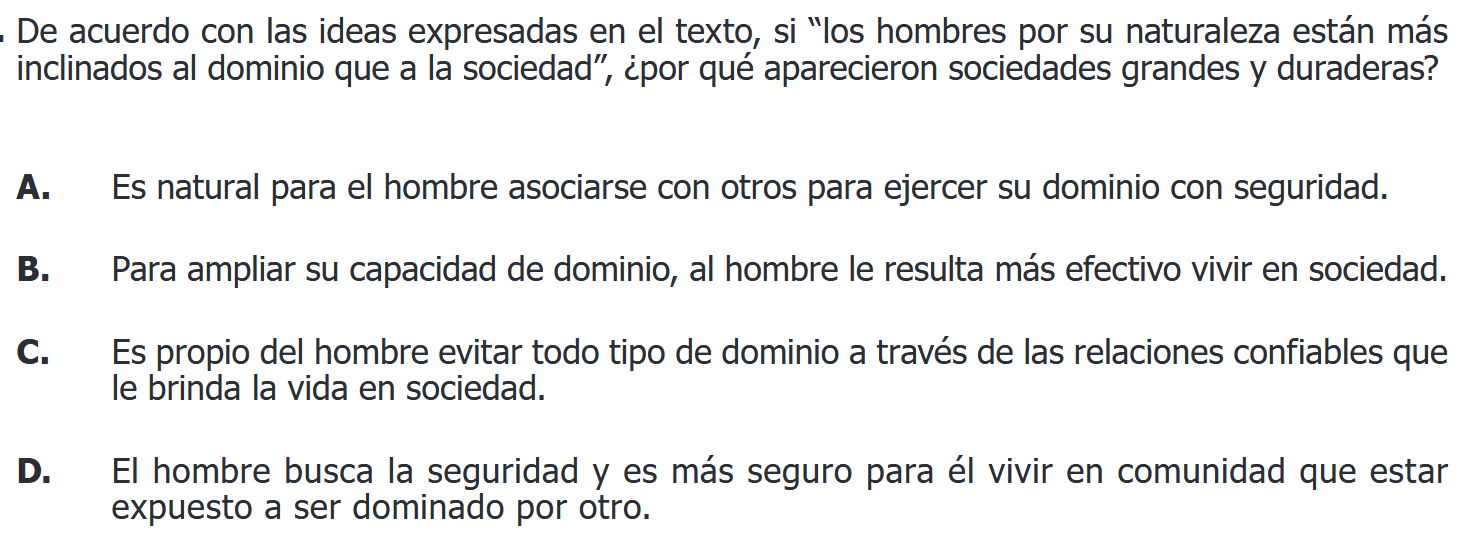 . De acuerdo con las ideas expresadas en el texto, si “los hombres por su naturaleza están más
inclinados al dominio que a la sociedad”, ¿por qué aparecieron sociedades grandes y duraderas?
A. Es natural para el hombre asociarse con otros para ejercer su dominio con seguridad.
B. Para ampliar su capacidad de dominio, al hombre le resulta más efectivo vivir en sociedad.
C. Es propio del hombre evitar todo tipo de dominio a través de las relaciones confiables que
le brinda la vida en sociedad.
D. El hombre busca la seguridad y es más seguro para él vivir en comunidad que estar
expuesto a ser dominado por otro.